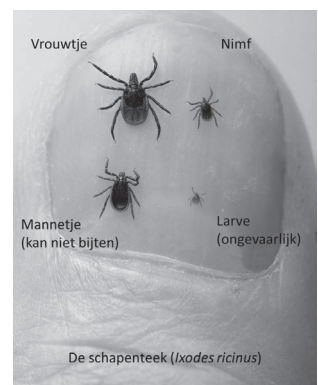 Vrouwtje
Nimf
Mannetje
(kan niet bijten)
Larve
(ongevaarlijk)
De schapenteek (Ixodes ricinus)